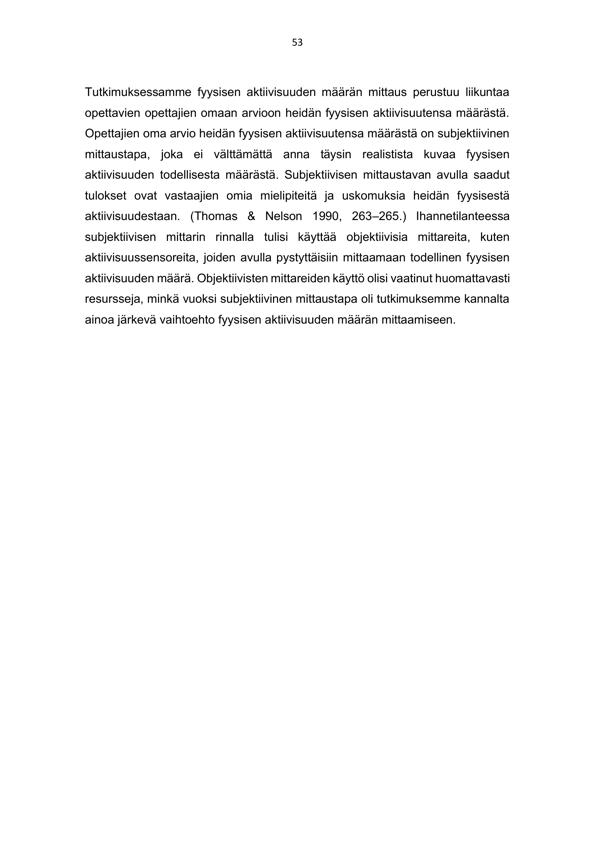 53
Tutkimuksessamme fyysisen aktiivisuuden määrän mittaus perustuu liikuntaa
opettavien opettajien omaan arvioon heidän fyysisen aktiivisuutensa määrästä.
Opettajien oma arvio heidän fyysisen aktiivisuutensa määrästä on subjektiivinen
mittaustapa, joka ei välttämättä anna täysin realistista kuvaa fyysisen
aktiivisuuden todellisesta määrästä. Subjektiivisen mittaustavan avulla saadut
tulokset ovat vastaajien omia mielipiteitä ja uskomuksia heidän fyysisestä
aktiivisuudestaan. (Thomas & Nelson 1990, 263–265.) Ihannetilanteessa
subjektiivisen mittarin rinnalla tulisi käyttää objektiivisia mittareita, kuten
aktiivisuussensoreita, joiden avulla pystyttäisiin mittaamaan todellinen fyysisen
aktiivisuuden määrä. Objektiivisten mittareiden käyttö olisi vaatinut huomattavasti
resursseja, minkä vuoksi subjektiivinen mittaustapa oli tutkimuksemme kannalta
ainoa järkevä vaihtoehto fyysisen aktiivisuuden määrän mittaamiseen.